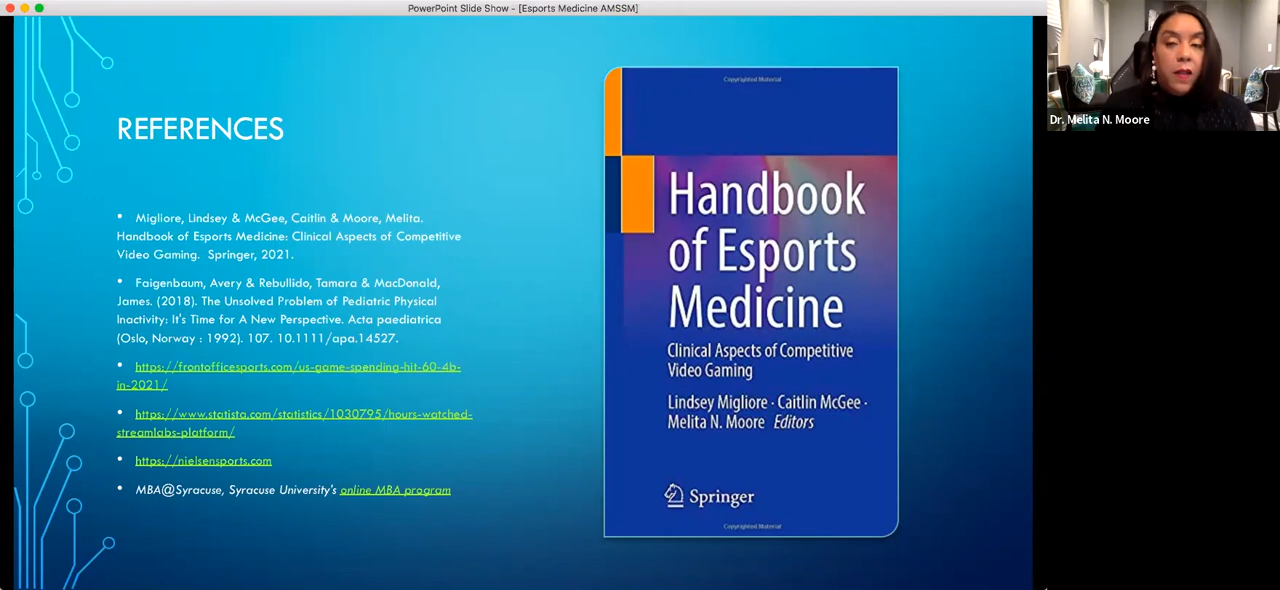 PowerPoint Slide Show - [Esports Medicine AMSSM]
REFERENCES
• Migliore, Lindsey & McGee, Caitlin & Moore, Melita.
Handbook of Esports Medicine: Clinical Aspects of Competitive
Video Gaming. Springer, 2021.
• Faigenbaum, Avery & Rebullido, Tamara & MacDonald,
James. (2018). The Unsolved Problem of Pediatric Physical
Inactivity: It's Time for A New Perspective. Acta paediatrica
(Oslo, Norway : 1992). 107. 10.1111/apa.14527.
• https://frontofficesports.com/us-game-spending-hit-60-4b-
in-2021/
• https://www.statista.com/statistics/1030795/hours-watched-
streamlabs-platform/
• https://nielsensports.com
• MBA@Syracuse, Syracuse University's online MBA program
Copyrighted Material
Handbook
of Esports
Medicine
Clinical Aspects of Competitive
Video Gaming
Lindsey Migliore · Caitlin McGee ·
Melita N. Moore Editors
Springer
Copyrighted Material
Dr. Melita N. Moore